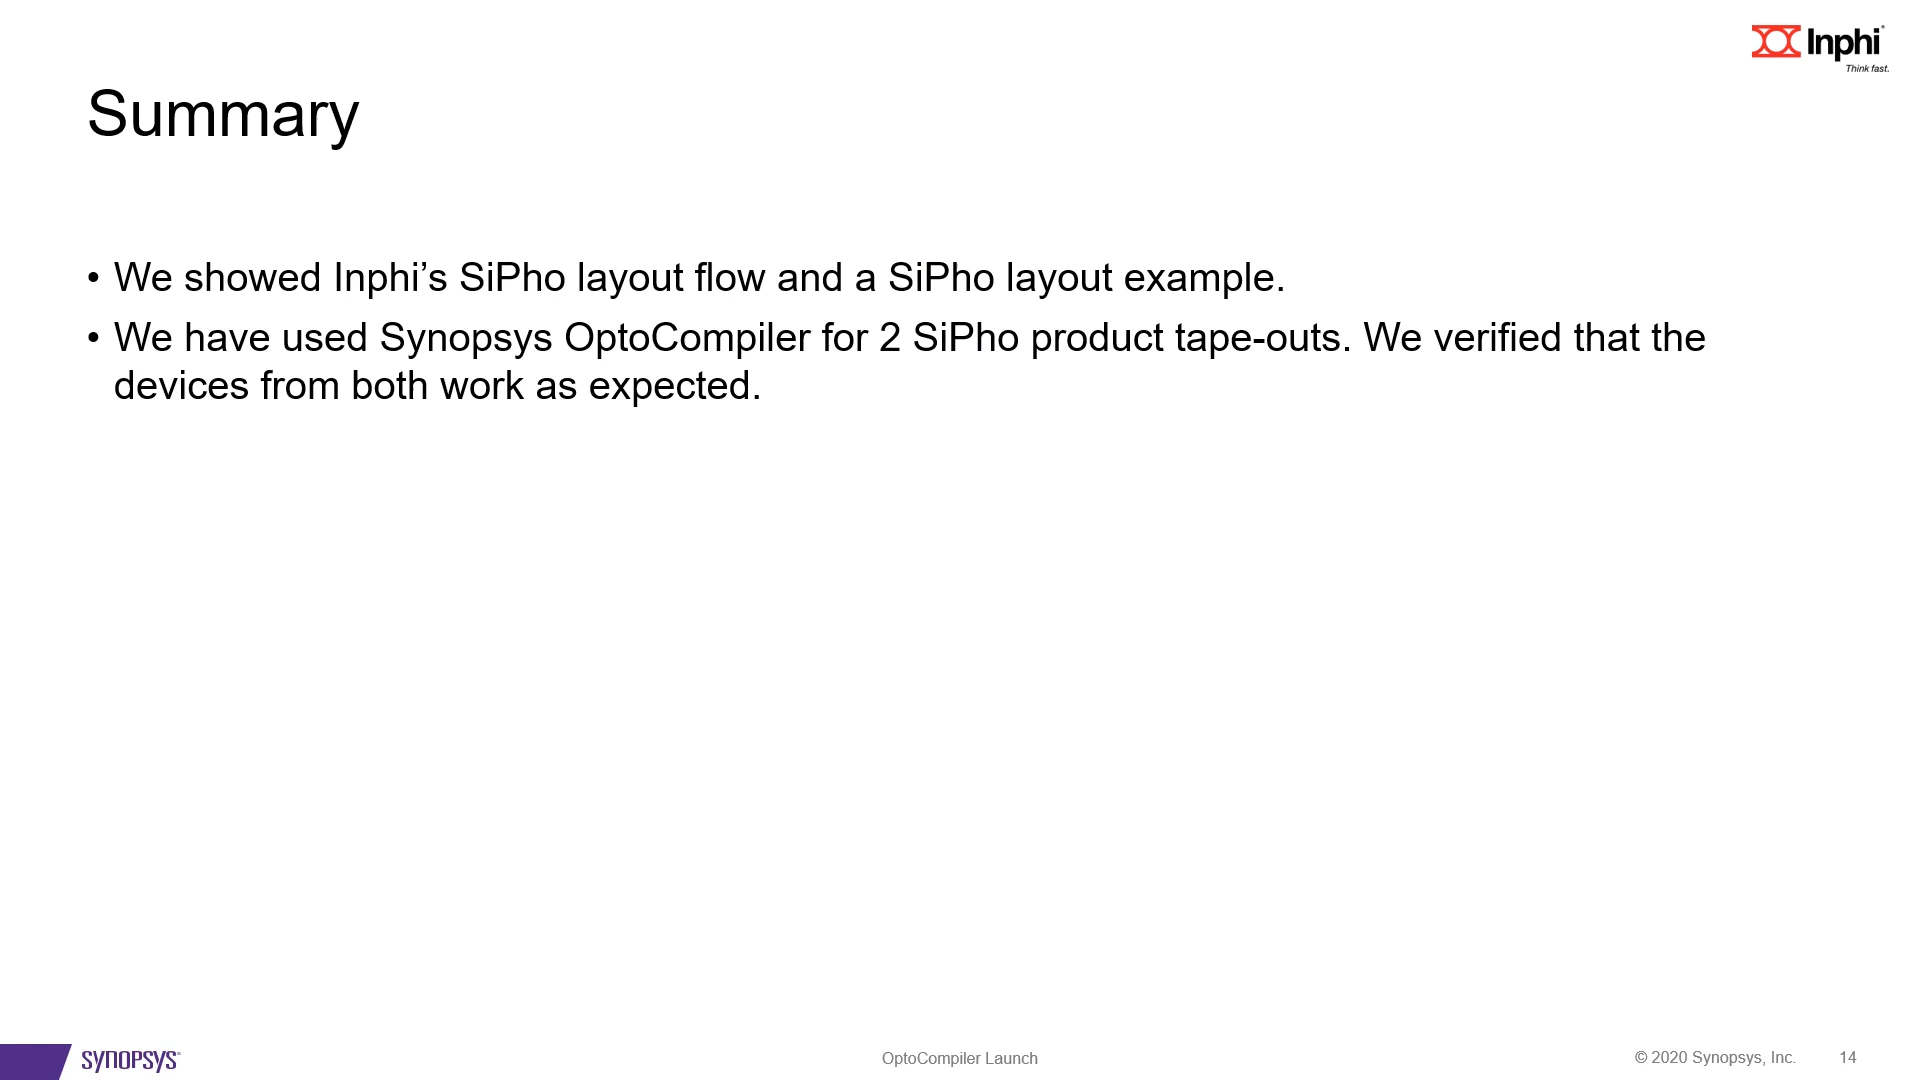 Inphi
Think fast.
Summary
• We showed Inphi’s SiPho layout flow and a SiPho layout example.
• We have used Synopsys OptoCompiler for 2 SiPho product tape-outs. We verified that the
devices from both work as expected.
SYNOPSYS
OptoCompiler Launch
© 2020 Synopsys, Inc.
14